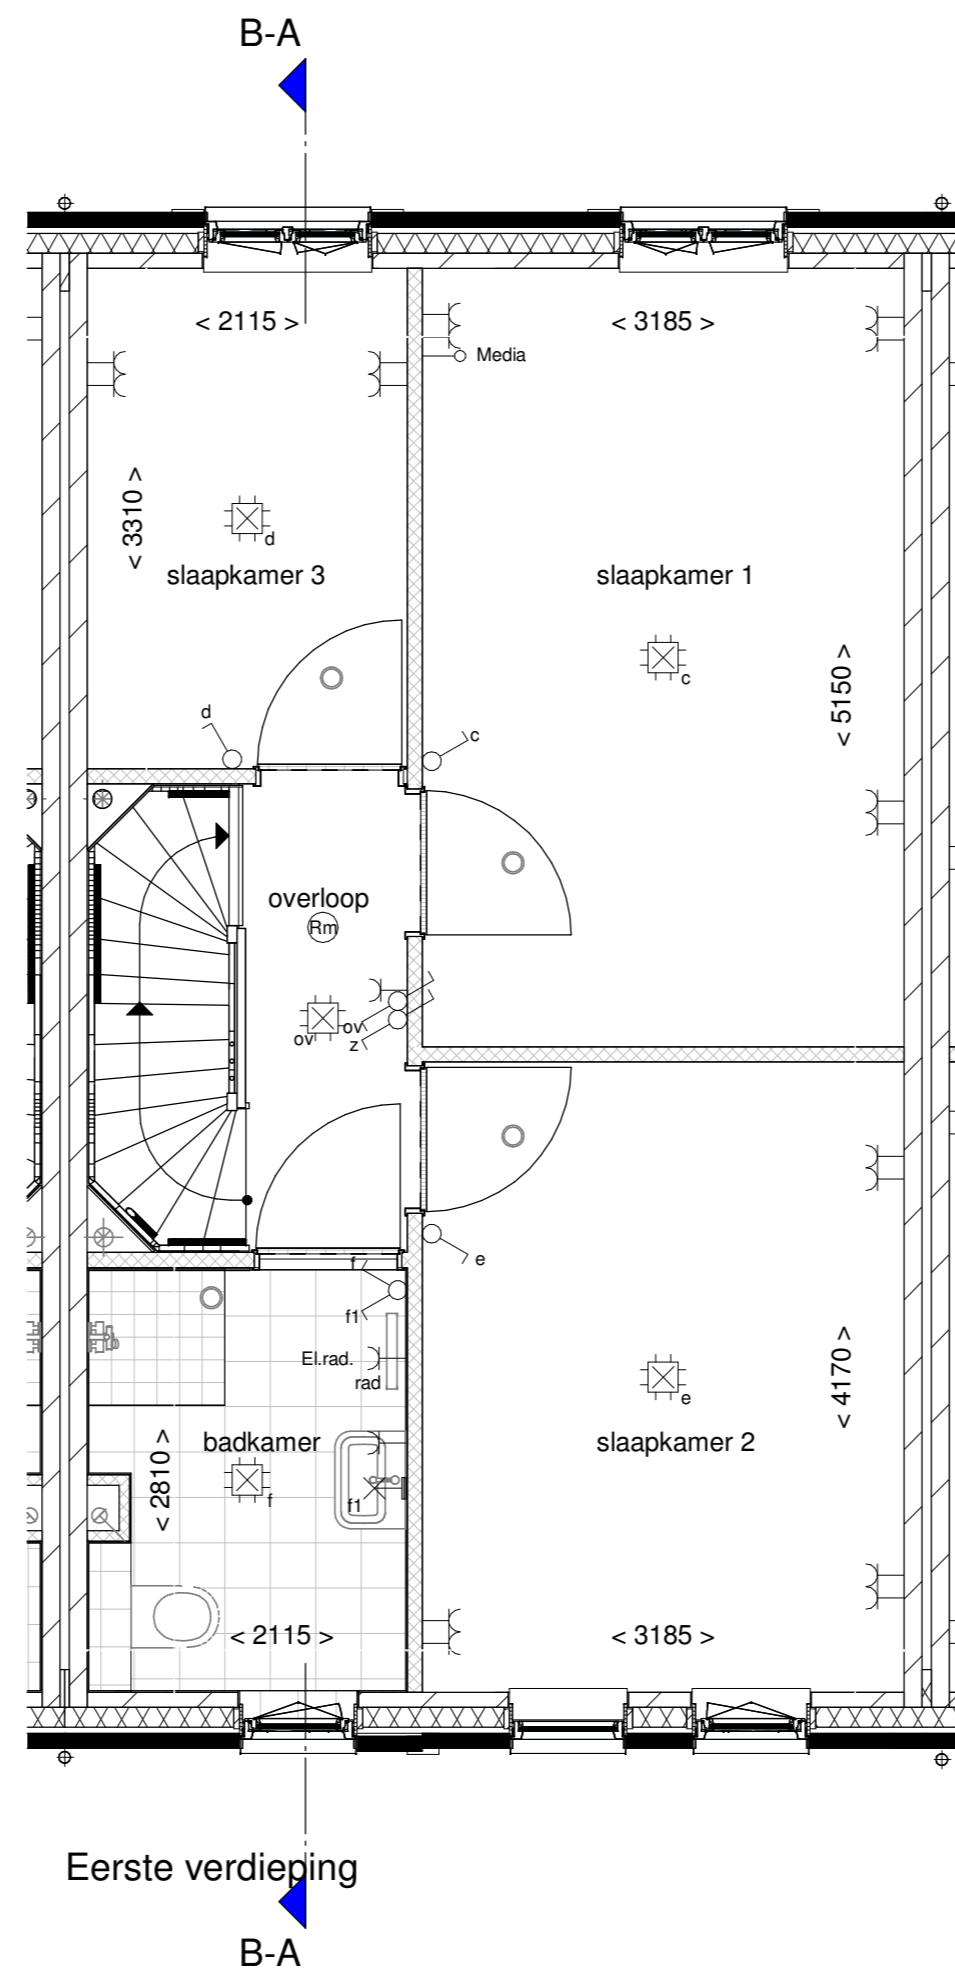 B-A
< 2115 >
< 3185 >
Media
< 3310 >
d
slaapkamer 3
slaapkamer 1
c
< 5150 >
d
c
overloop
Rm
ov
ov
z
e
f
f1
El.rad.
rad
< 4170 >
e
badkamer
slaapkamer 2
< 2810 >
f
f1
< 2115 >
< 3185 >
Eerste verdieping
B-A